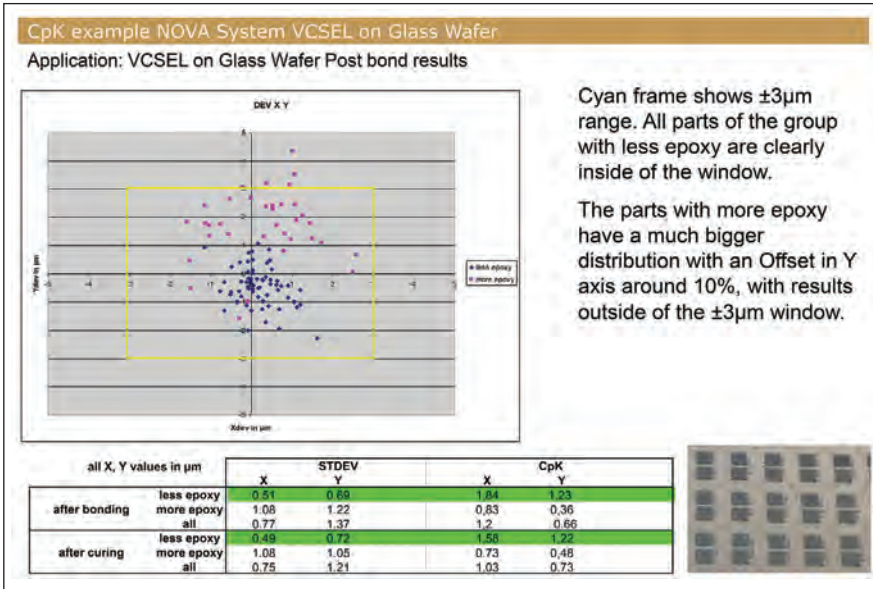 CpK example NOVA System VCSEL on Glass Wafer
Application: VCSEL on Glass Wafer Post bond results
DEV X Y
less epoxy
more epoxy
Xdev in µm
Cyan frame shows ±3µm
range. All parts of the group
with less epoxy are clearly
inside of the window.
The parts with more epoxy
have a much bigger
distribution with an Offset in Y
axis around 10%, with results
outside of the ±3µm window.
all X, Y values in µm STDEV CpK
X Y X Y
less epoxy 0.51 0.69 1,84 1,23
after bonding more epoxy 1.08 1.22 0,83 0,36
all 0.77 1.37 1,2 0.66
less epoxy 0.49 0.72 1,58 1,22
after curing more epoxy 1.08 1.05 0.73 0,48
all 0.75 1.21 1,03 0.73